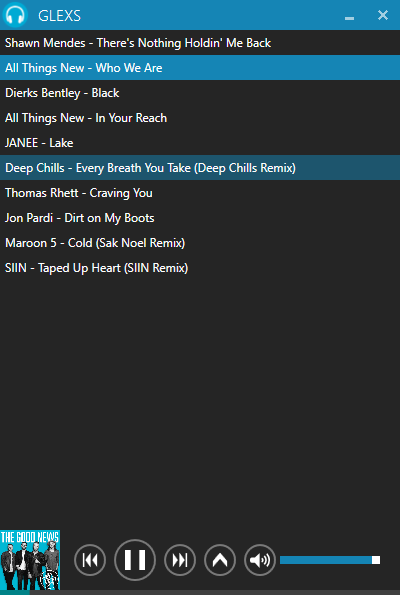 GLEXS
Shawn Mendes - There's Nothing Holdin' Me Back
All Things New - Who We Are
Dierks Bentley - Black
All Things New - In Your Reach
JANEE - Lake
Deep Chills - Every Breath You Take (Deep Chills Remix)
Thomas Rhett - Craving You
Jon Pardi - Dirt on My Boots
Maroon 5 - Cold (Sak Noel Remix)
SIIN - Taped Up Heart (SIIN Remix)
THE GOOD NEWS